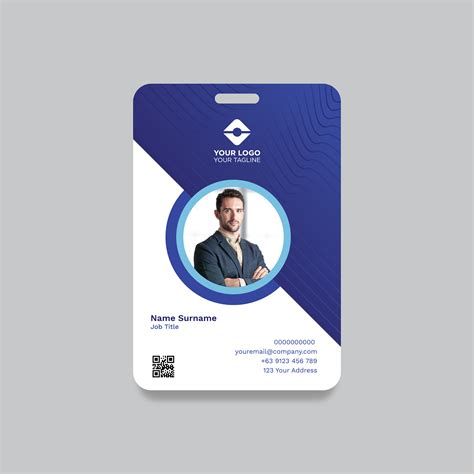 YOUR LOGO
YOUR TAGLINE
Name Surname
Job Title
0000000000
youremail@company.com
+63 9123 456 789
123 Your Address